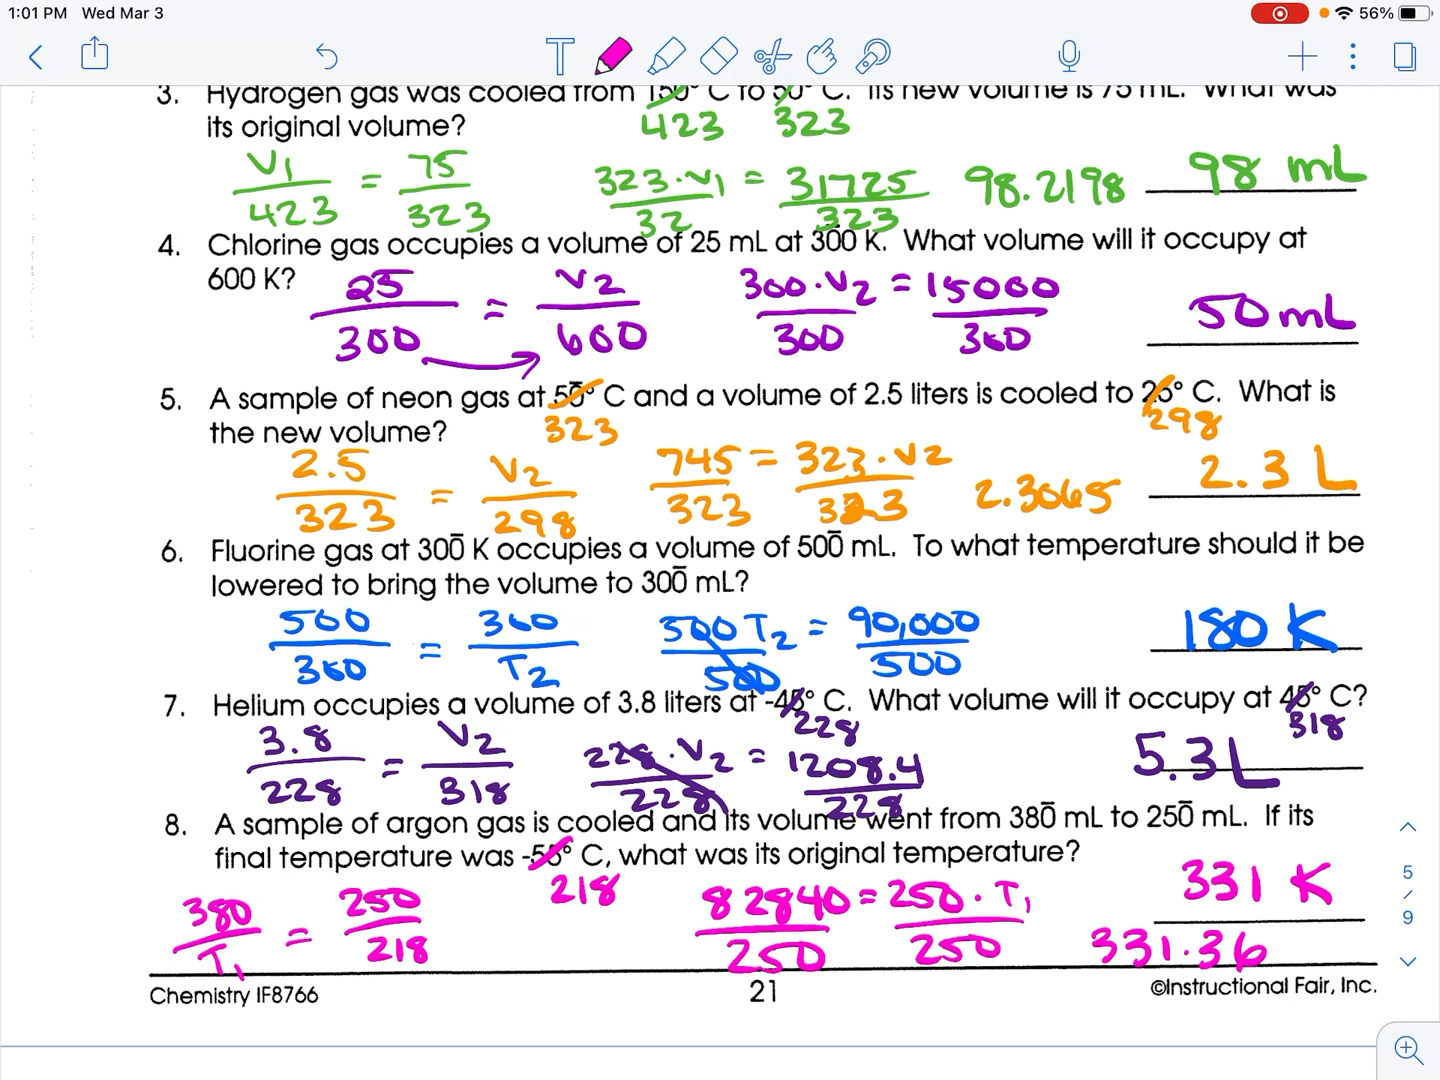 1:01 PM Wed Mar 3
56%
3. Hydrogen gas was cooled from 150° C to 50° C. Its new volume is 75 mL. What was
its original volume?
423 323
V1 / 423 = 75 / 323
323·V1 / 32 = 31725 / 323
98.2198
98 mL
4. Chlorine gas occupies a volume of 25 mL at 300 K. What volume will it occupy at
600 K?
25 / 300 = V2 / 600
300·V2 / 300 = 15000 / 300
50 mL
5. A sample of neon gas at 50̄° C and a volume of 2.5 liters is cooled to 25° C. What is
the new volume?
323
298
2.5 / 323 = V2 / 298
745 / 323 = 323·V2 / 323
2.3065
2.3 L
6. Fluorine gas at 300̄ K occupies a volume of 500̄ mL. To what temperature should it be
lowered to bring the volume to 300̄ mL?
500 / 300 = 300 / T2
500 T2 / 500 = 90,000 / 500
180 K
7. Helium occupies a volume of 3.8 liters at -45° C. What volume will it occupy at 45° C?
228
318
3.8 / 228 = V2 / 318
228·V2 / 228 = 1208.4 / 228
5.3 L
8. A sample of argon gas is cooled and its volume went from 380̄ mL to 250̄ mL. If its
final temperature was -55° C, what was its original temperature?
218
380 / T1 = 250 / 218
82840 / 250 = 250·T1 / 250
331 K
331.36
5
/
9
Chemistry IF8766
21
©Instructional Fair, Inc.